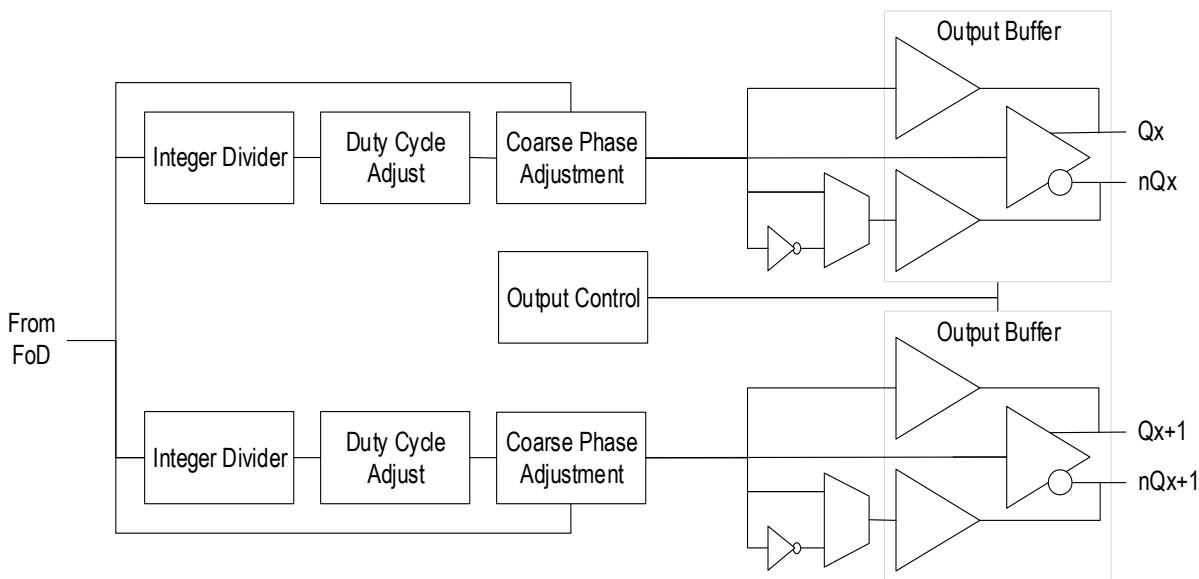 Output Buffer
Integer Divider
Duty Cycle
Adjust
Coarse Phase
Adjustment
Qx
nQx
Output Control
From
FoD
Output Buffer
Integer Divider
Duty Cycle
Adjust
Coarse Phase
Adjustment
Qx+1
nQx+1